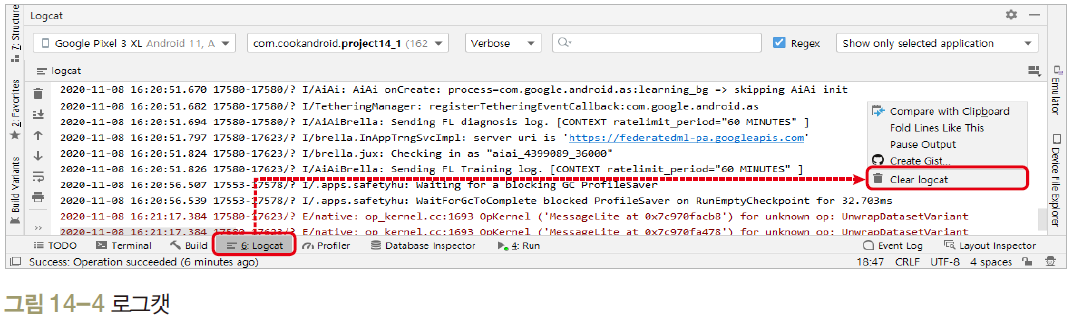 Logcat
Google Pixel 3 XL Android 11, A
com.cookandroid.project14_1 (162
Verbose
Regex
Show only selected application
logcat
2020-11-08 16:20:51.670 17580-17580/? I/AiAi: AiAi onCreate: process=com.google.android.as:learning_bg -> skipping AiAi init
2020-11-08 16:20:51.682 17580-17580/? I/TetheringManager: registerTetheringEventCallback:com.google.android.as
2020-11-08 16:20:51.694 17580-17623/? I/AiAiBrella: Sending FL diagnosis log. [CONTEXT ratelimit_period="60 MINUTES" ]
2020-11-08 16:20:51.797 17580-17623/? I/brella.InAppTrngSvcImpl: server uri is 'https://federatedml-pa.googleapis.com'
2020-11-08 16:20:51.824 17580-17623/? I/brella.jux: Checking in as "aiai_4399089_36000"
2020-11-08 16:20:51.826 17580-17623/? I/AiAiBrella: Sending FL Training log. [CONTEXT ratelimit_period="60 MINUTES" ]
2020-11-08 16:20:56.507 17553-17578/? I/.apps.safetyhu: Waiting for a blocking GC ProfileSaver
2020-11-08 16:20:56.539 17553-17578/? I/.apps.safetyhu: WaitForGcToComplete blocked ProfileSaver on RunEmptyCheckpoint for 32.703ms
2020-11-08 16:21:17.384 17580-17623/? E/native: op_kernel.cc:1693 OpKernel ('MessageLite at 0x7c970facb8') for unknown op: UnwrapDatasetVariant
2020-11-08 16:21:17.384 17580-17623/? E/native: op_kernel.cc:1693 OpKernel ('MessageLite at 0x7c970fa478') for unknown op: UnwrapDatasetVariant
Compare with Clipboard
Fold Lines Like This
Pause Output
Create Gist...
Clear logcat
7: Structure
2: Favorites
Build Variants
Emulator
Device File Explorer
TODO
Terminal
Build
6: Logcat
Profiler
Database Inspector
4: Run
Event Log
Layout Inspector
Success: Operation succeeded (6 minutes ago)
18:47
CRLF
UTF-8
4 spaces
그림 14-4 로그캣